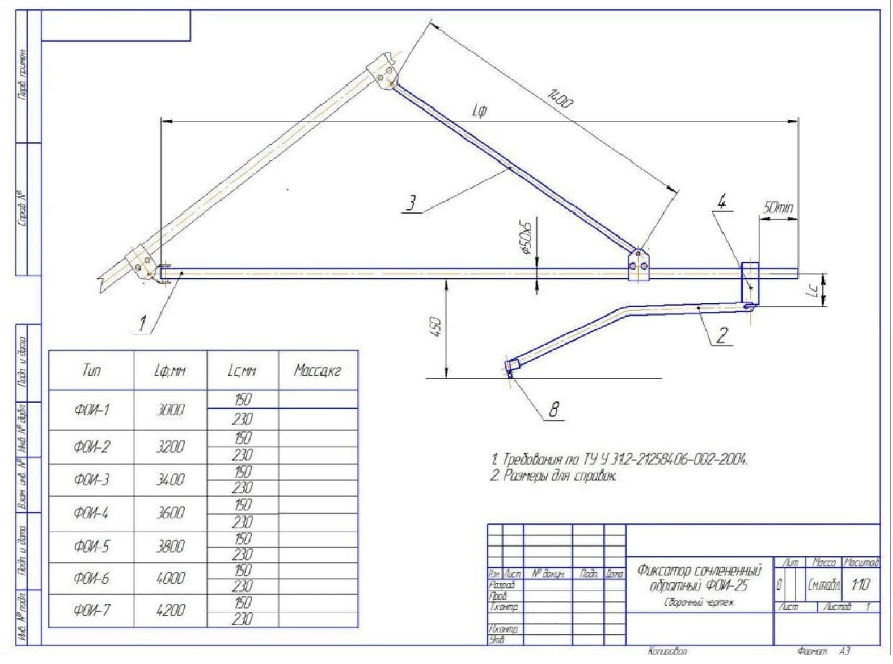 Перв. примен.
Справ. №
Подп. и дата
Инв. № дубл.
Взам. инв. №
Подп. и дата
Инв. № подл.
1400
Lф
3
4
50min
ϕ50х5
Lc
1
450
2
8
Тип Lф,мм Lс,мм Масса,кг
ФОИ-1 3000 150
230
ФОИ-2 3200 150
230
ФОИ-3 3400 150
230
ФОИ-4 3600 150
230
ФОИ-5 3800 150
230
ФОИ-6 4000 150
230
ФОИ-7 4200 150
230
1. Требования по ТУ У 31.2-21258406-002-2004.
2. Размеры для справок.
Изм. Лист № докум. Подп. Дата
Разраб.
Пров.
Т.контр.
Н.контр.
Утв.
Фиксатор сочлененный
обратный ФОИ-25
Сборочный чертеж
Лит. Масса Масштаб
См.табл. 1:10
Лист Листов 1
Копировал Формат А3